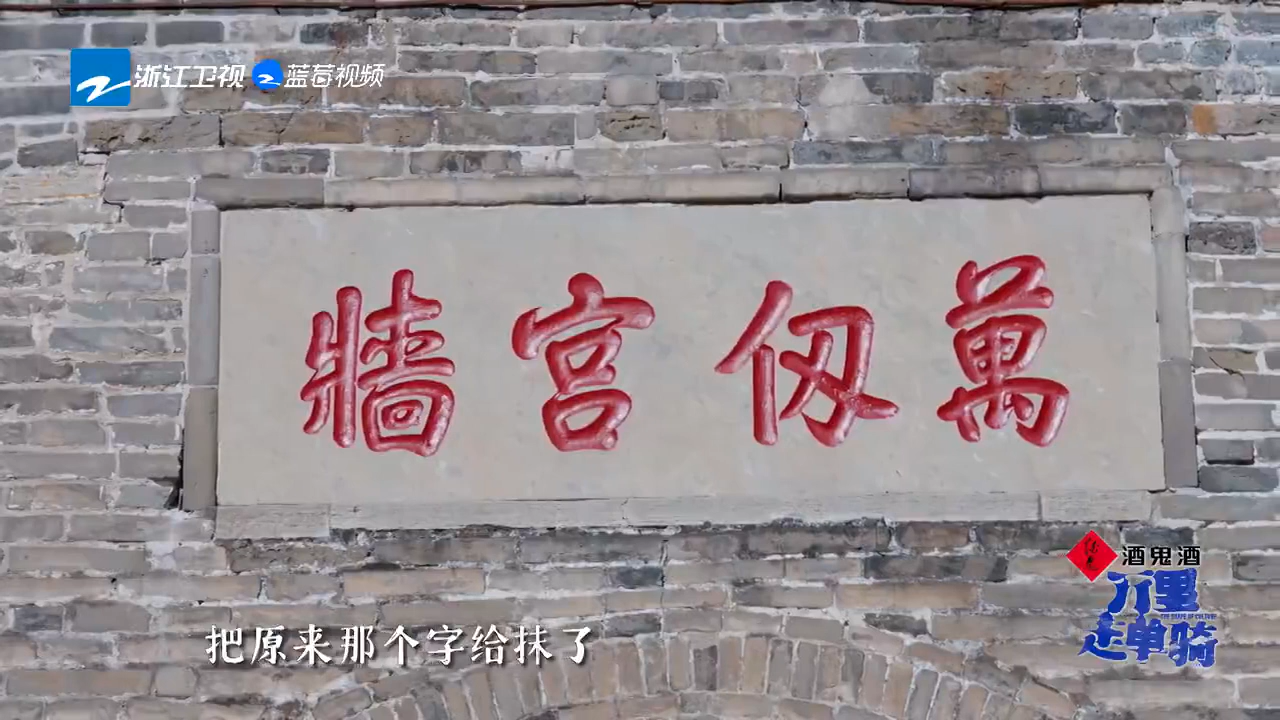 浙江卫视 蓝莓视频
萬仞宫牆
酒鬼酒
万里
走单骑
把原来那个字给抹了